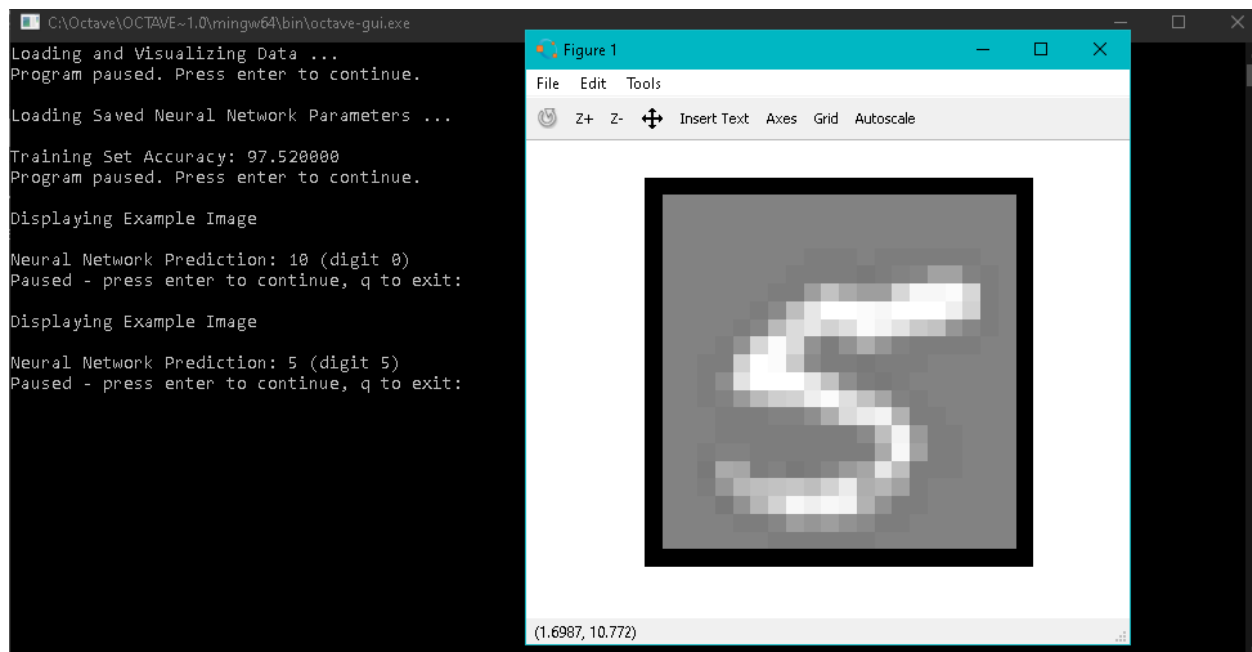 C:\Octave\OCTAVE~1.0\mingw64\bin\octave-gui.exe
Loading and Visualizing Data ...
Program paused. Press enter to continue.
Loading Saved Neural Network Parameters ...
Training Set Accuracy: 97.520000
Program paused. Press enter to continue.
Displaying Example Image
Neural Network Prediction: 10 (digit 0)
Paused - press enter to continue, q to exit:
Displaying Example Image
Neural Network Prediction: 5 (digit 5)
Paused - press enter to continue, q to exit:
Figure 1
File Edit Tools
Z+ Z- Insert Text Axes Grid Autoscale
5
(1.6987, 10.772)